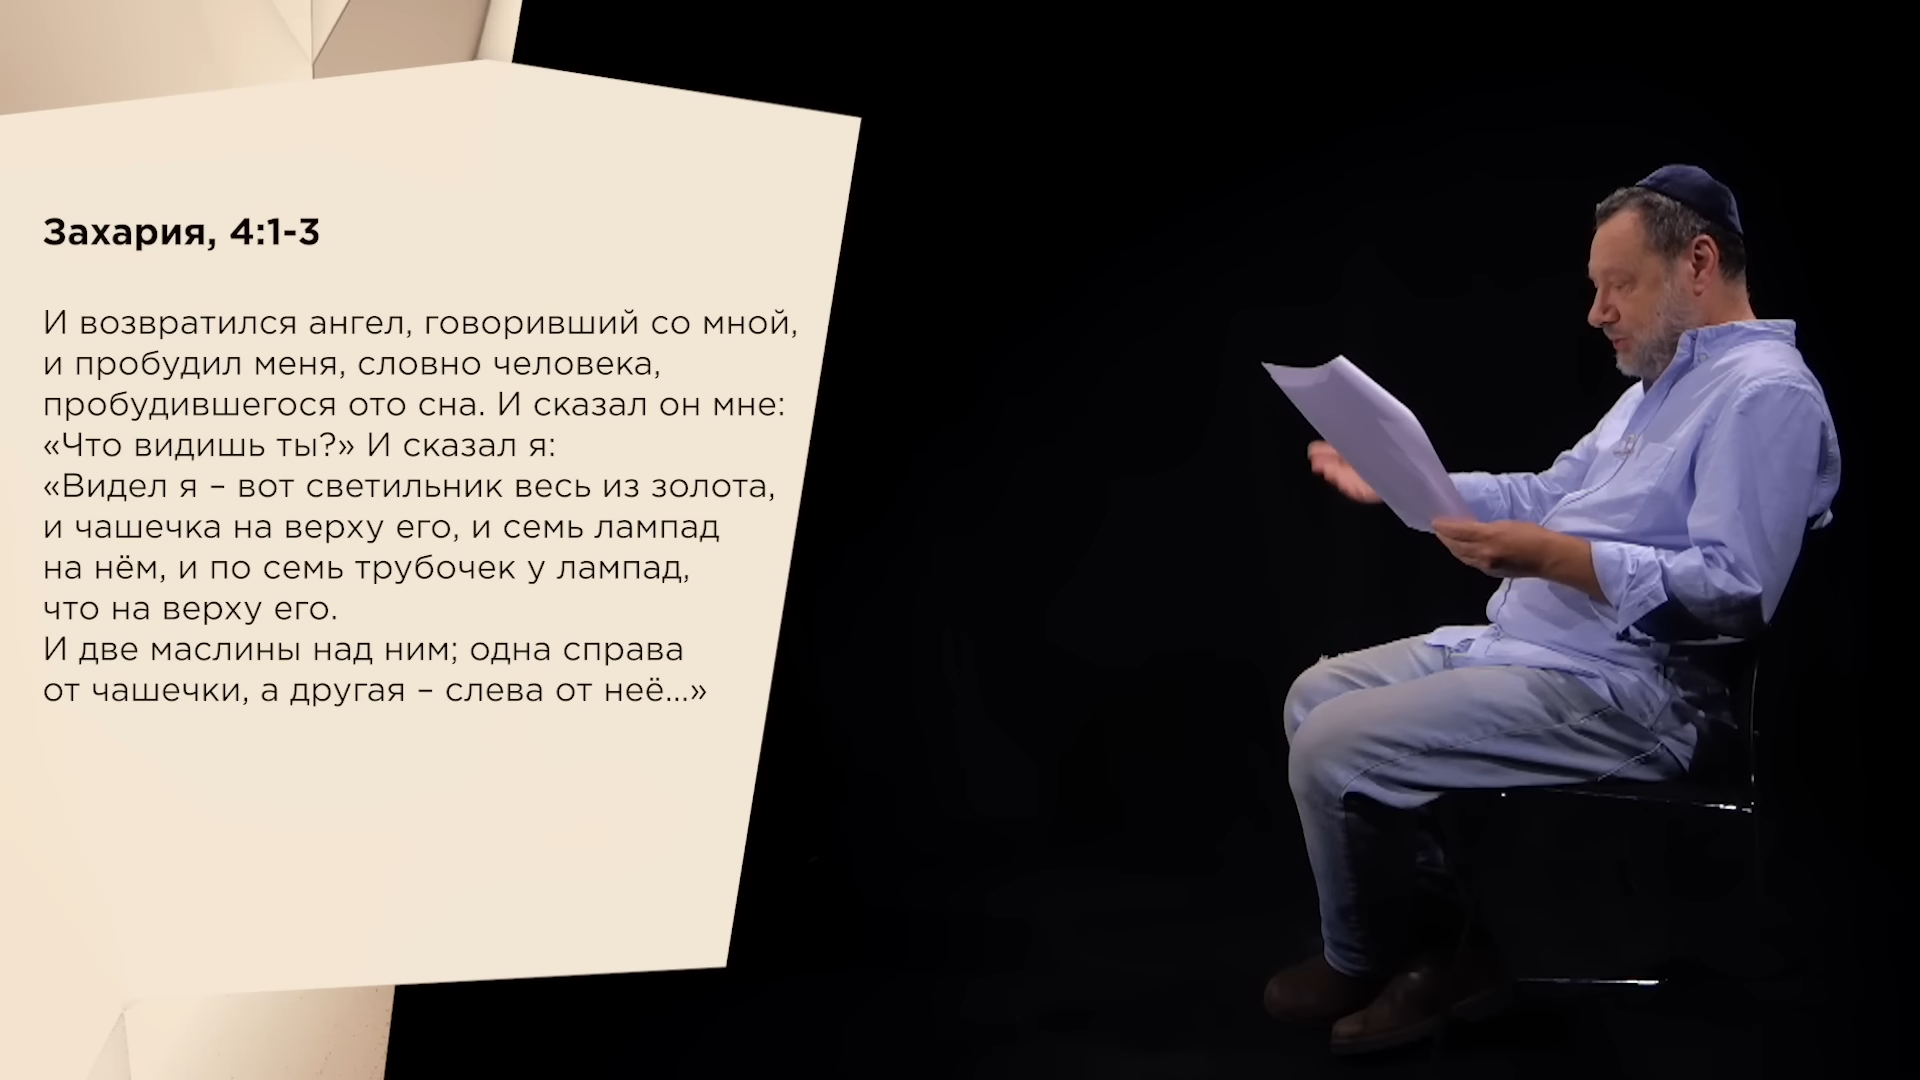 Захария, 4:1-3
И возвратился ангел, говоривший со мной,
и пробудил меня, словно человека,
пробудившегося ото сна. И сказал он мне:
«Что видишь ты?» И сказал я:
«Видел я – вот светильник весь из золота,
и чашечка на верху его, и семь лампад
на нём, и по семь трубочек у лампад,
что на верху его.
И две маслины над ним; одна справа
от чашечки, а другая – слева от неё...»